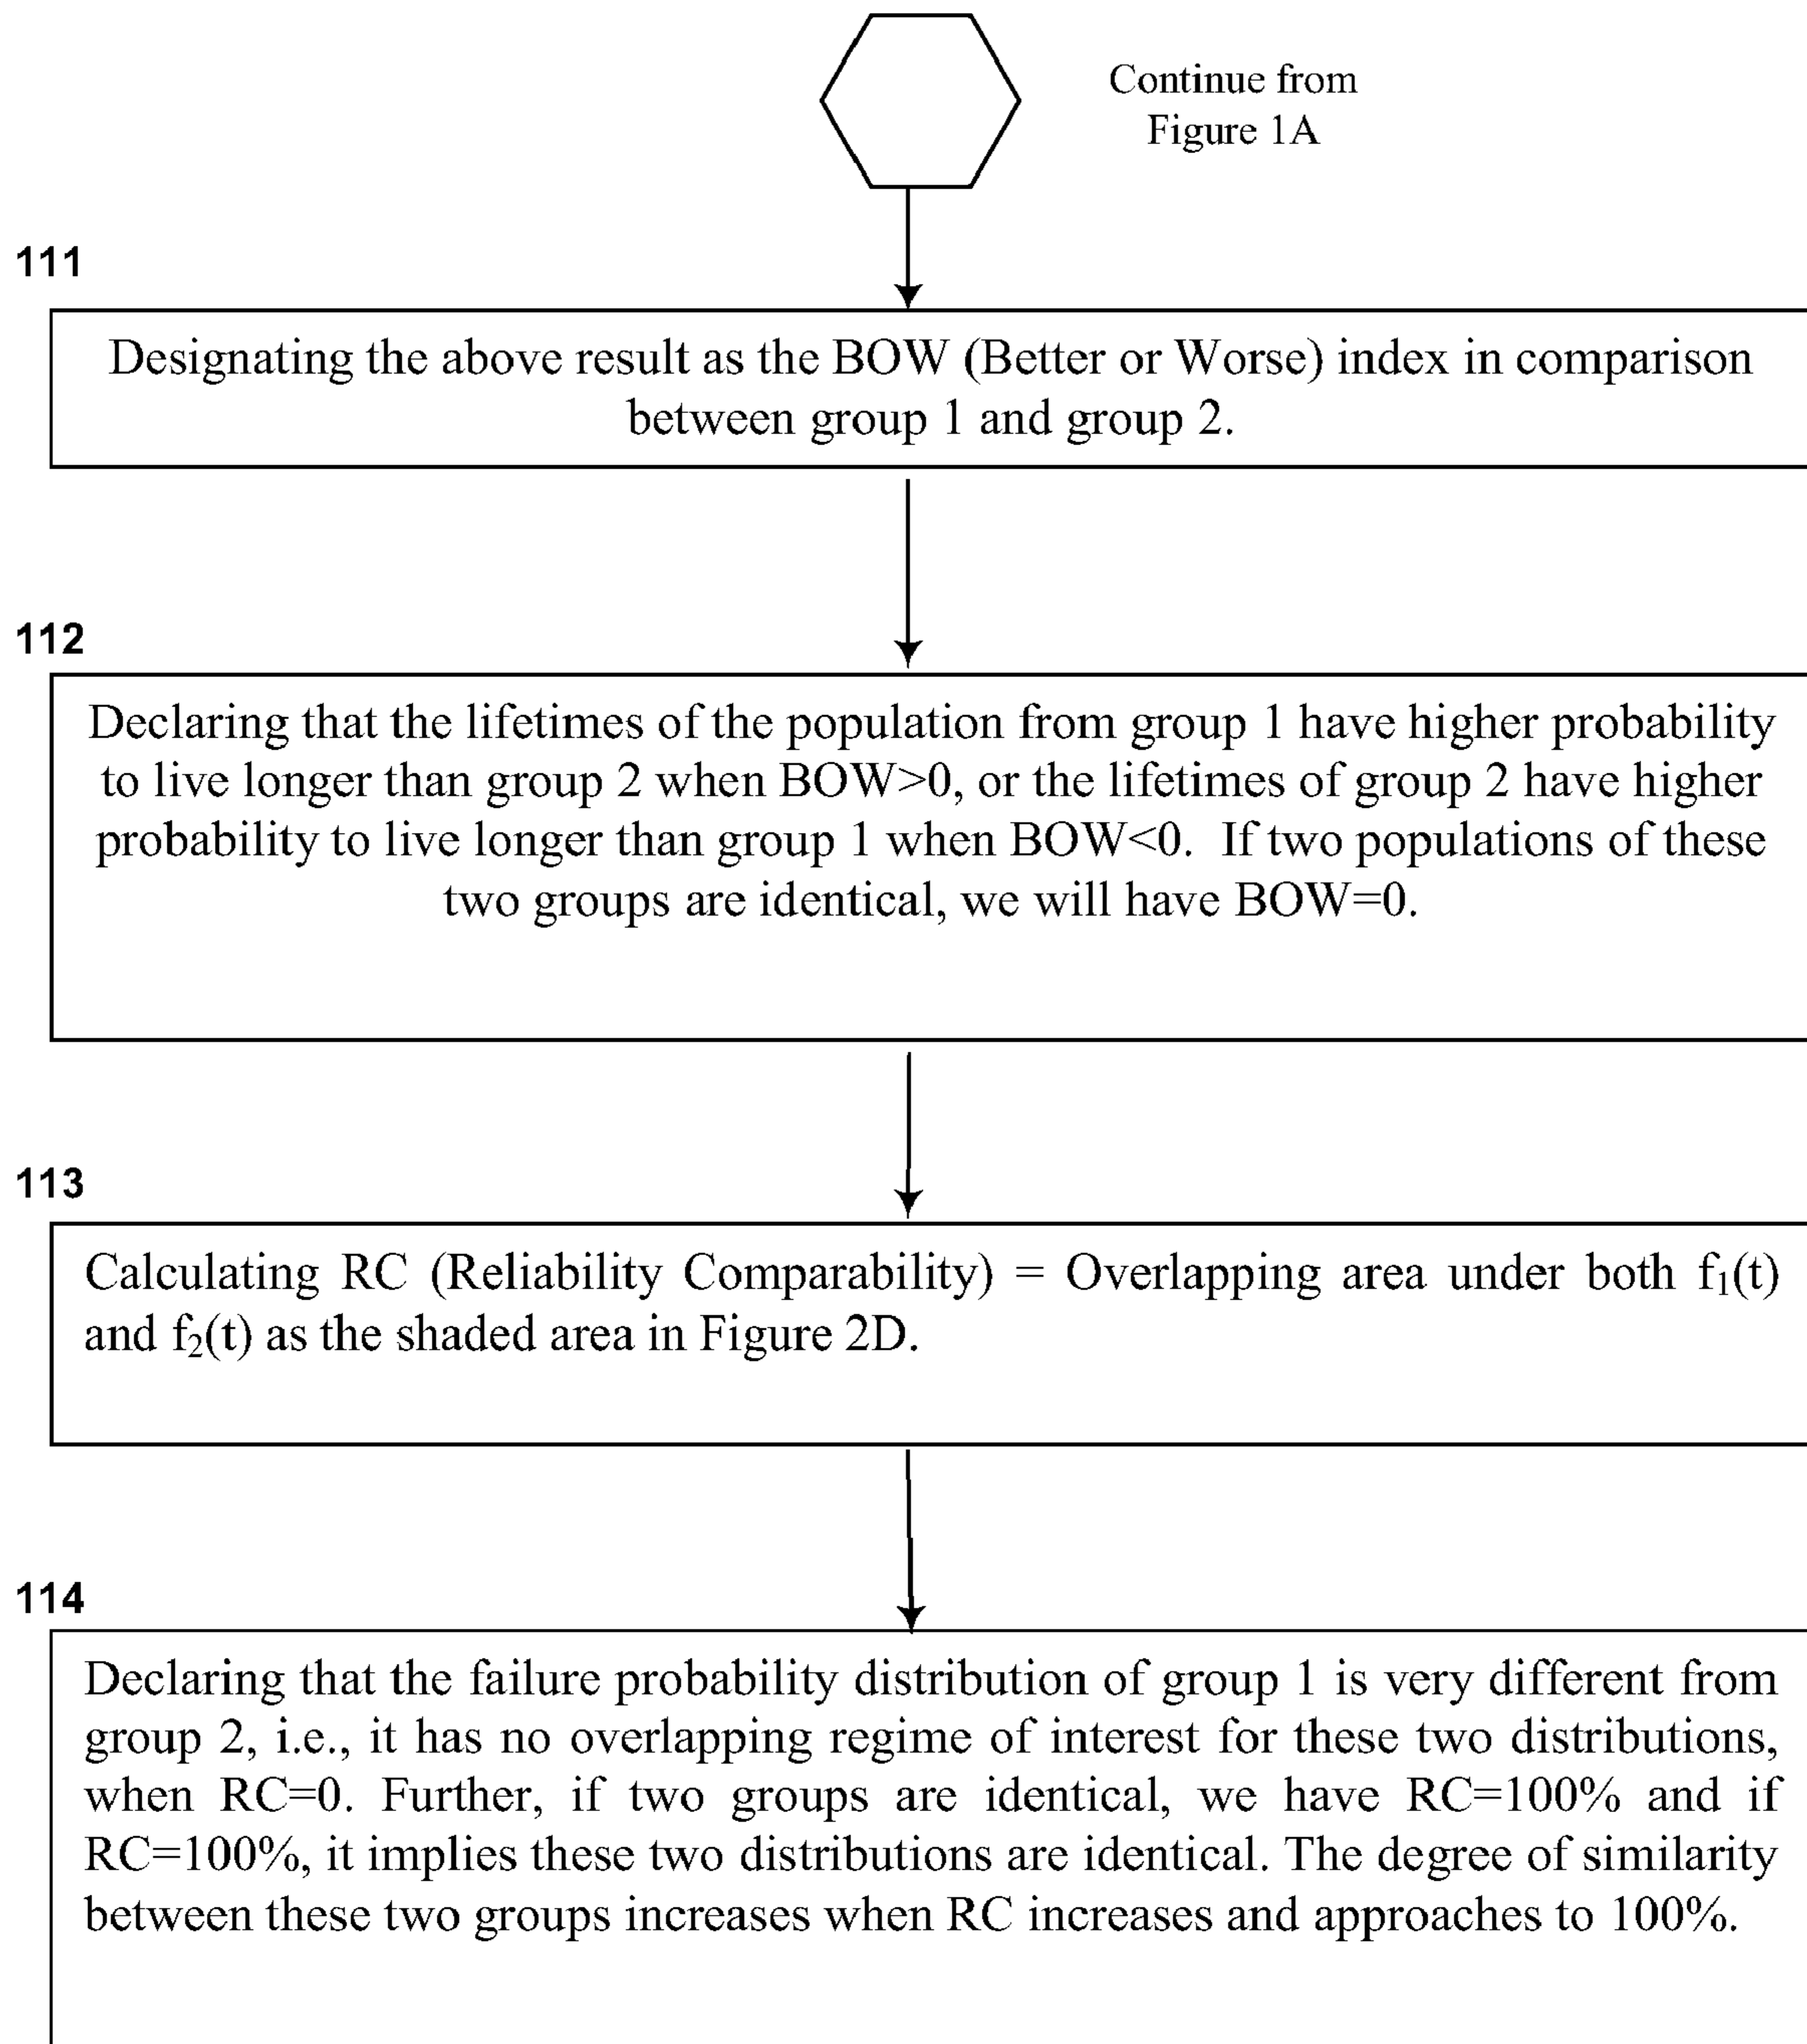 Continue from
Figure 1A
111
Designating the above result as the BOW (Better or Worse) index in comparison
between group 1 and group 2.
112
Declaring that the lifetimes of the population from group 1 have higher probability
to live longer than group 2 when BOW>0, or the lifetimes of group 2 have higher
probability to live longer than group 1 when BOW<0. If two populations of these
two groups are identical, we will have BOW=0.
113
Calculating RC (Reliability Comparability) = Overlapping area under both f₁(t)
and f₂(t) as the shaded area in Figure 2D.
114
Declaring that the failure probability distribution of group 1 is very different from
group 2, i.e., it has no overlapping regime of interest for these two distributions,
when RC=0. Further, if two groups are identical, we have RC=100% and if
RC=100%, it implies these two distributions are identical. The degree of similarity
between these two groups increases when RC increases and approaches to 100%.